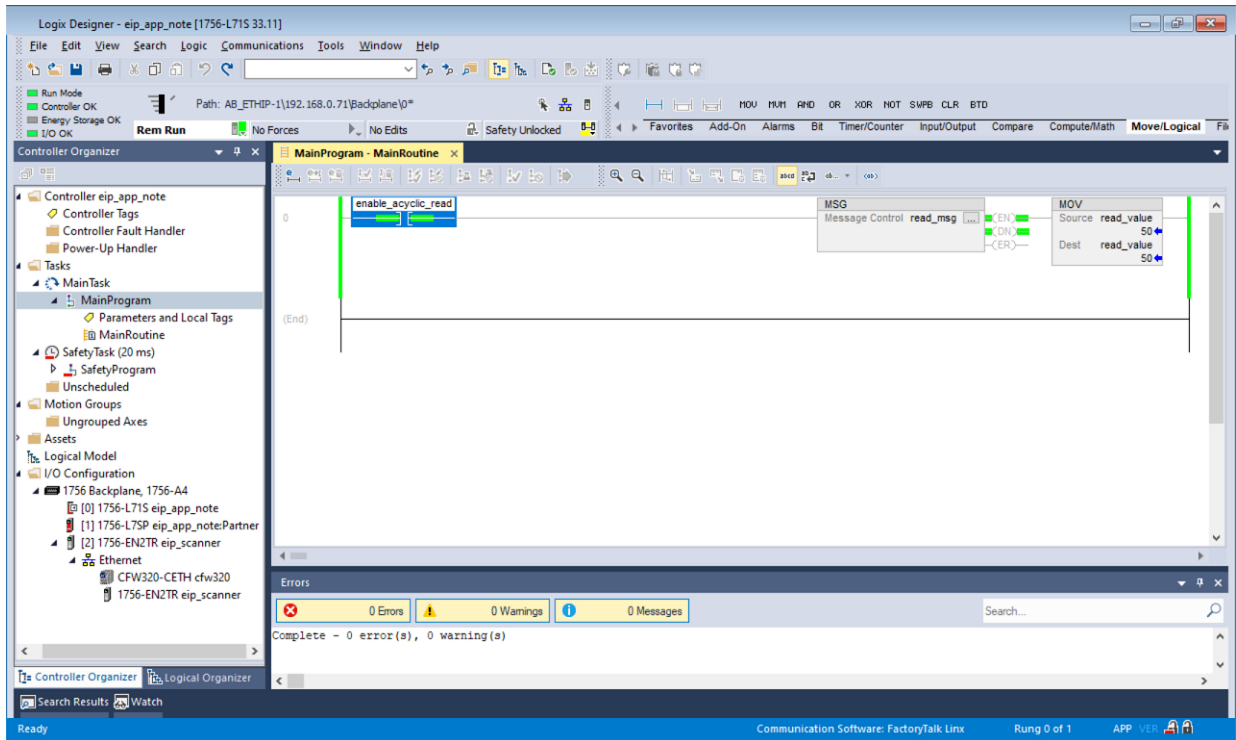 Logix Designer - eip_app_note [1756-L71S 33.11]
File Edit View Search Logic Communications Tools Window Help
Run Mode
Controller OK
Energy Storage OK
I/O OK
Path: AB_ETHIP-1\192.168.0.71\Backplane\0*
Rem Run No Forces No Edits Safety Unlocked
MOV MVM AND OR XOR NOT SWPB CLR BTD
Favorites Add-On Alarms Bit Timer/Counter Input/Output Compare Compute/Math Move/Logical File
Controller Organizer
MainProgram - MainRoutine
Controller eip_app_note
Controller Tags
Controller Fault Handler
Power-Up Handler
Tasks
MainTask
MainProgram
Parameters and Local Tags
MainRoutine
SafetyTask (20 ms)
SafetyProgram
Unscheduled
Motion Groups
Ungrouped Axes
Assets
Logical Model
I/O Configuration
1756 Backplane, 1756-A4
[0] 1756-L71S eip_app_note
[1] 1756-L7SP eip_app_note:Partner
[2] 1756-EN2TR eip_scanner
Ethernet
CFW320-CETH cfw320
1756-EN2TR eip_scanner
Controller Organizer Logical Organizer
abcd
ab...
<ab>
0
enable_acyclic_read
MSG
Message Control read_msg ...
(EN)
(DN)
(ER)
MOV
Source read_value
50
Dest read_value
50
(End)
Errors
0 Errors 0 Warnings 0 Messages
Search...
Complete - 0 error(s), 0 warning(s)
Search Results Watch
Ready
Communication Software: FactoryTalk Linx Rung 0 of 1 APP VER